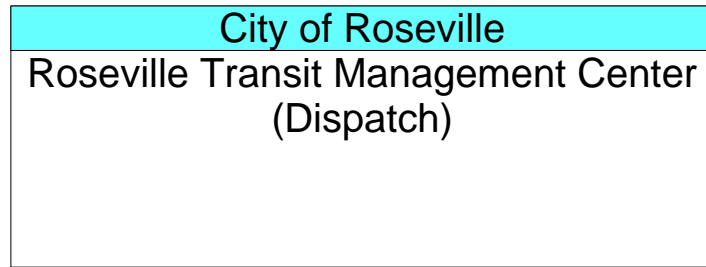 City of Roseville
Roseville Transit Management Center
(Dispatch)